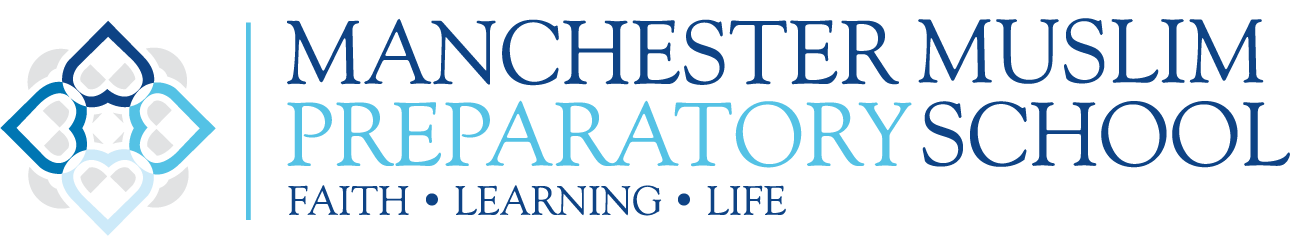 MANCHESTER MUSLIM
PREPARATORY SCHOOL
FAITH • LEARNING • LIFE